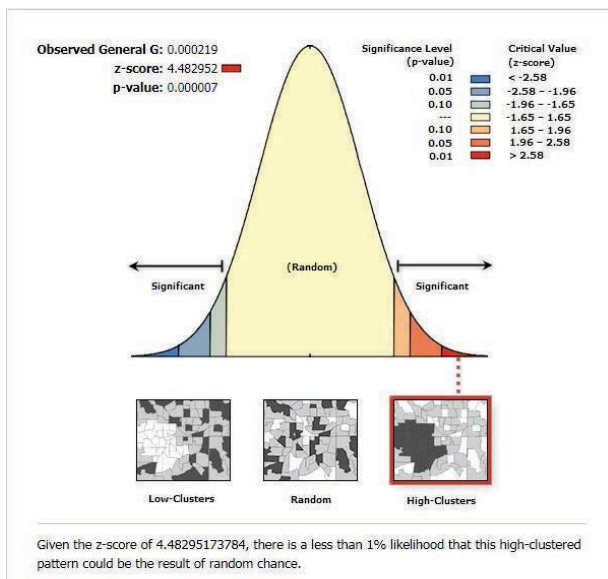 Observed General G: 0.000219
z-score: 4.482952
p-value: 0.000007
Significance Level
(p-value)
Critical Value
(z-score)
0.01 < -2.58
0.05 -2.58 – -1.96
0.10 -1.96 – -1.65
--- -1.65 – 1.65
0.10 1.65 – 1.96
0.05 1.96 – 2.58
0.01 > 2.58
(Random)
Significant
Significant
Low-Clusters
Random
High-Clusters
Given the z-score of 4.48295173784, there is a less than 1% likelihood that this high-clustered
pattern could be the result of random chance.